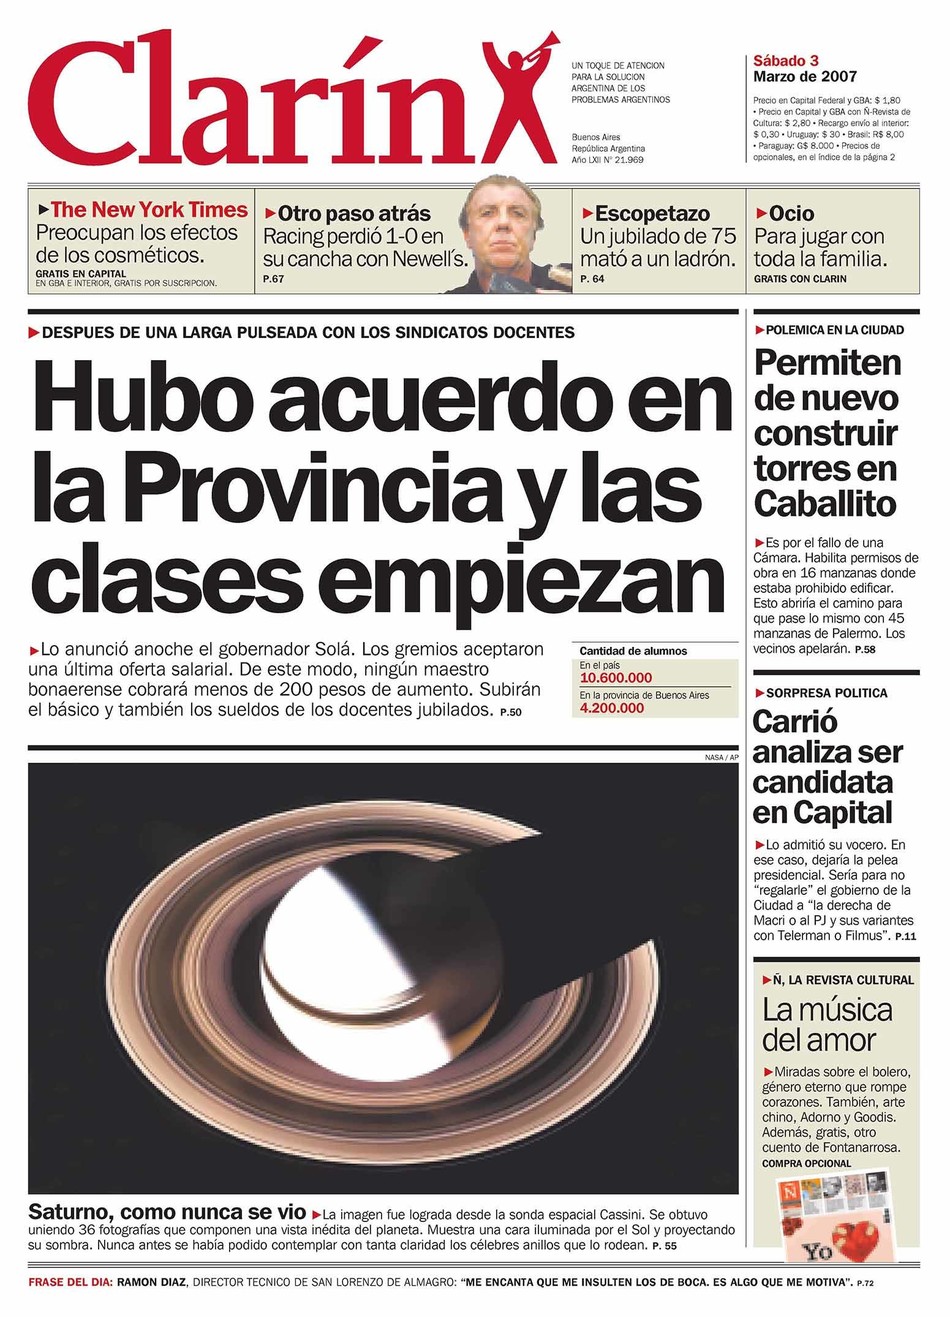 Clarín
UN TOQUE DE ATENCION
PARA LA SOLUCION
ARGENTINA DE LOS
PROBLEMAS ARGENTINOS
Buenos Aires
República Argentina
Año LXII Nº 21.969
Sábado 3
Marzo de 2007
Precio en Capital Federal y GBA: $ 1,80
• Precio en Capital y GBA con Ñ-Revista de
Cultura: $ 2,80 • Recargo envío al interior:
$ 0,30 • Uruguay: $ 30 • Brasil: R$ 8,00
• Paraguay: G$ 8.000 • Precios de
opcionales, en el índice de la página 2
►The New York Times
Preocupan los efectos
de los cosméticos.
GRATIS EN CAPITAL
EN GBA E INTERIOR, GRATIS POR SUSCRIPCION.
►Otro paso atrás
Racing perdió 1-0 en
su cancha con Newell's.
P.67
►Escopetazo
Un jubilado de 75
mató a un ladrón.
P. 64
►Ocio
Para jugar con
toda la familia.
GRATIS CON CLARIN
►DESPUES DE UNA LARGA PULSEADA CON LOS SINDICATOS DOCENTES
Hubo acuerdo en
la Provincia y las
clases empiezan
►Lo anunció anoche el gobernador Solá. Los gremios aceptaron
una última oferta salarial. De este modo, ningún maestro
bonaerense cobrará menos de 200 pesos de aumento. Subirán
el básico y también los sueldos de los docentes jubilados. P.50
Cantidad de alumnos
En el país
10.600.000
En la provincia de Buenos Aires
4.200.000
NASA / AP
Saturno, como nunca se vio ►La imagen fue lograda desde la sonda espacial Cassini. Se obtuvo
uniendo 36 fotografías que componen una vista inédita del planeta. Muestra una cara iluminada por el Sol y proyectando
su sombra. Nunca antes se había podido contemplar con tanta claridad los célebres anillos que lo rodean. P. 55
►POLEMICA EN LA CIUDAD
Permiten
de nuevo
construir
torres en
Caballito
►Es por el fallo de una
Cámara. Habilita permisos de
obra en 16 manzanas donde
estaba prohibido edificar.
Esto abriría el camino para
que pase lo mismo con 45
manzanas de Palermo. Los
vecinos apelarán. P.58
►SORPRESA POLITICA
Carrió
analiza ser
candidata
en Capital
►Lo admitió su vocero. En
ese caso, dejaría la pelea
presidencial. Sería para no
“regalarle” el gobierno de la
Ciudad a “la derecha de
Macri o al PJ y sus variantes
con Telerman o Filmus”. P.11
►Ñ, LA REVISTA CULTURAL
La música
del amor
►Miradas sobre el bolero,
género eterno que rompe
corazones. También, arte
chino, Adorno y Goodis.
Además, gratis, otro
cuento de Fontanarrosa.
COMPRA OPCIONAL
Ñ
Yo
FRASE DEL DIA: RAMON DIAZ, DIRECTOR TECNICO DE SAN LORENZO DE ALMAGRO: “ME ENCANTA QUE ME INSULTEN LOS DE BOCA. ES ALGO QUE ME MOTIVA”. P.72